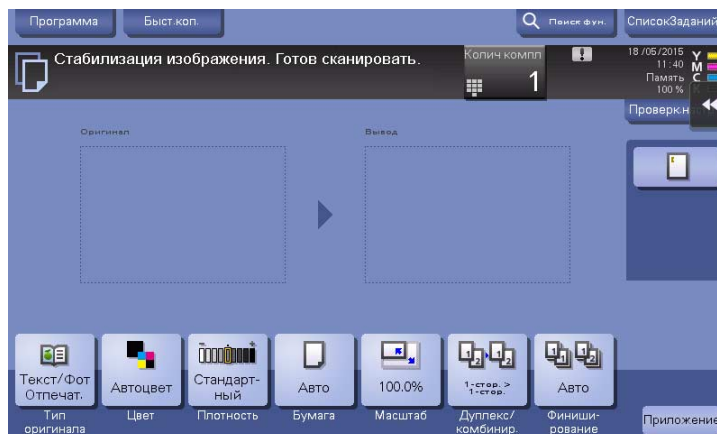 Программа
Быст.коп.
Поиск фун.
СписокЗаданий
Стабилизация изображения. Готов сканировать.
Колич компл
1
18/05/2015
11:40
Память
100 %
Y
M
C
K
Проверк.н
Оригинал
Вывод
Текст/Фот
Отпечат.
Автоцвет
Стандарт-
ный
Авто
100.0%
1-стор. >
1-стор.
Авто
Тип
оригинала
Цвет
Плотность
Бумага
Масштаб
Дуплекс/
комбинир.
Финиши-
рование
Приложение